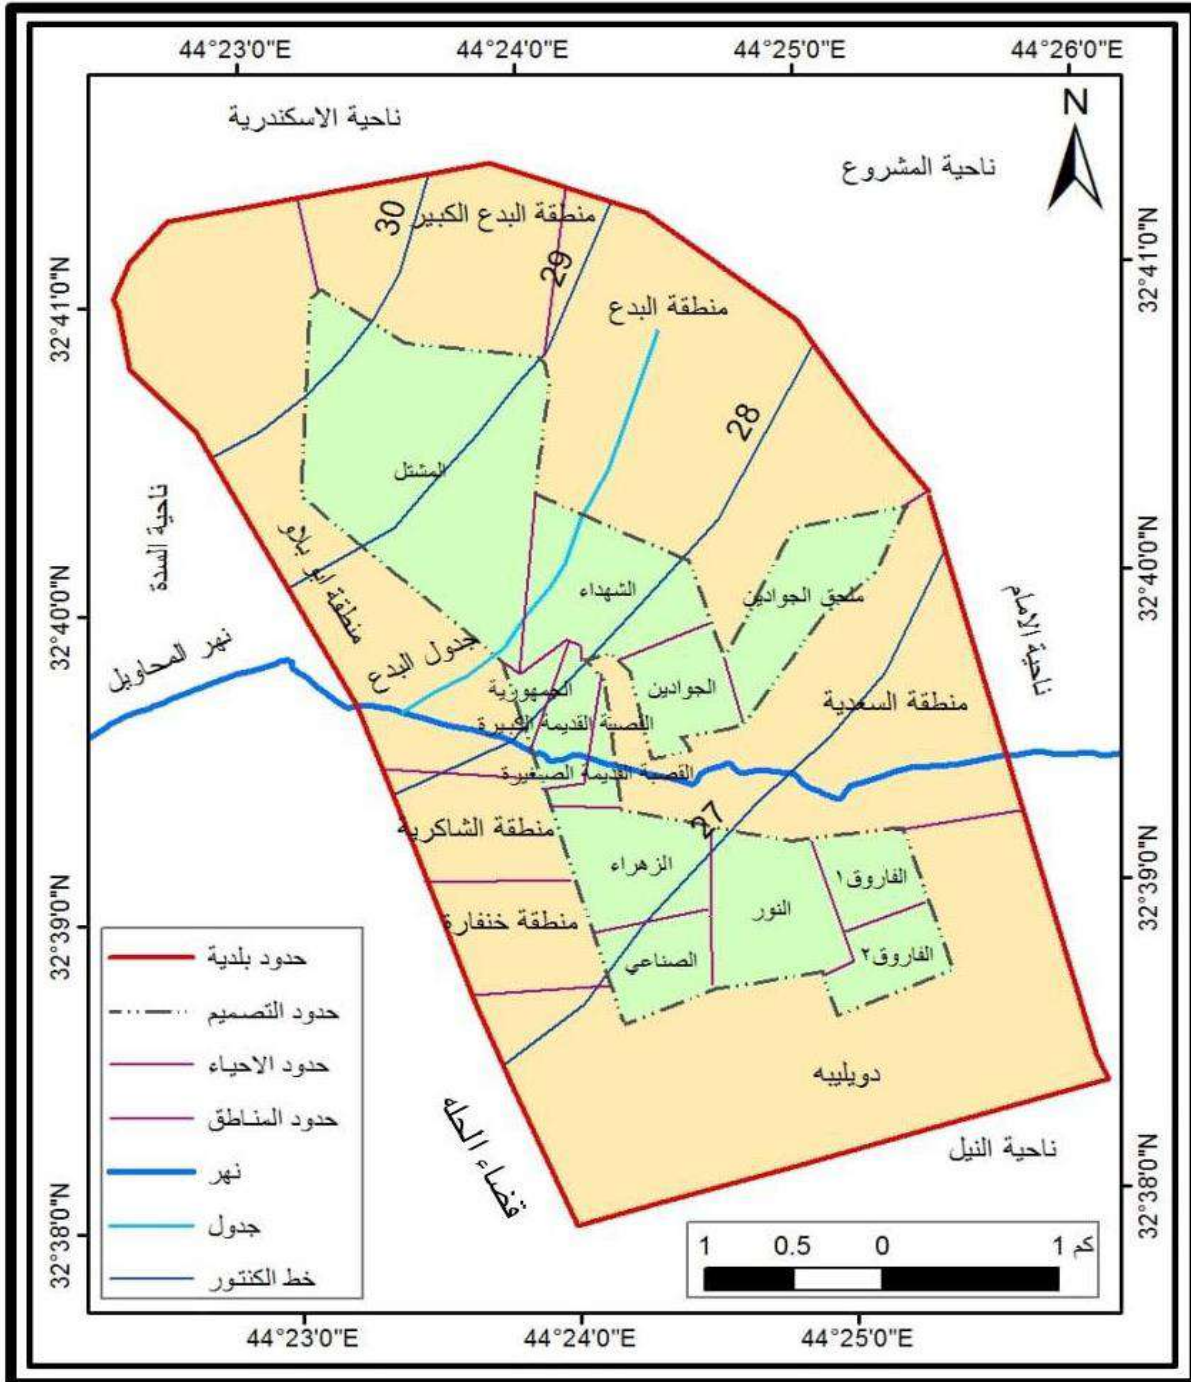 44°23'0"E 44°24'0"E 44°25'0"E 44°26'0"E
ناحية الاسكندرية
N
ناحية المشروع
30
منطقة البدع الكبير
32°41'0"N
29
32°41'0"N
منطقة البدع
28
المشتل
ناحية السدة
منطقة ابو بلاو
32°40'0"N
الشهداء
ملحق الجوادين
ناحية الامام
32°40'0"N
نهر المحاويل
جدول البدع
الجمهورية
الجوادين
منطقة السعدية
القصبة القديمة الكبيرة
القصبة القديمة الصغيرة
27
منطقة الشاكرية
الزهراء
الفاروق١
32°39'0"N
النور
منطقة خنفارة
32°39'0"N
الصناعي
الفاروق٢
حدود بلدية
حدود التصميم
حدود الاحياء
حدود المناطق
نهر
جدول
خط الكنتور
دويليبه
قضاء الحله
ناحية النيل
32°38'0"N
32°38'0"N
1 0.5 0 1 كم
44°23'0"E 44°24'0"E 44°25'0"E